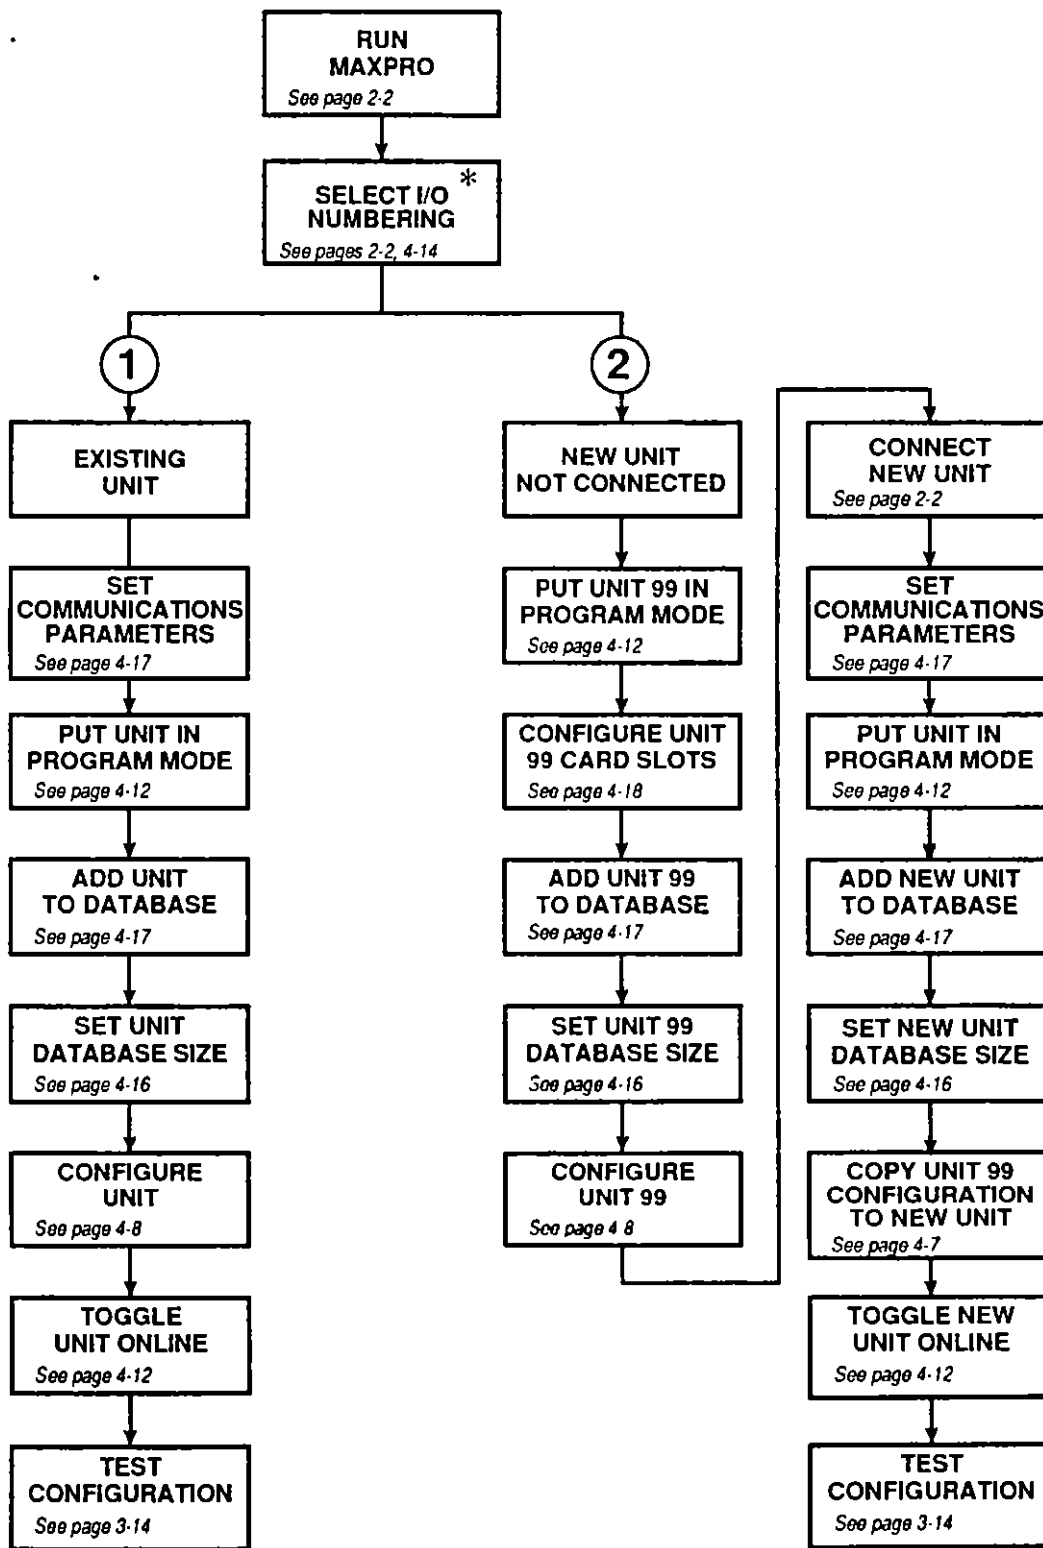 RUN
MAXPRO
See page 2-2
SELECT I/O *
NUMBERING
See pages 2-2, 4-14
1
EXISTING
UNIT
SET
COMMUNICATIONS
PARAMETERS
See page 4-17
PUT UNIT IN
PROGRAM MODE
See page 4-12
ADD UNIT
TO DATABASE
See page 4-17
SET UNIT
DATABASE SIZE
See page 4-16
CONFIGURE
UNIT
See page 4-8
TOGGLE
UNIT ONLINE
See page 4-12
TEST
CONFIGURATION
See page 3-14
2
NEW UNIT
NOT CONNECTED
PUT UNIT 99 IN
PROGRAM MODE
See page 4-12
CONFIGURE UNIT
99 CARD SLOTS
See page 4-18
ADD UNIT 99
TO DATABASE
See page 4-17
SET UNIT 99
DATABASE SIZE
See page 4-16
CONFIGURE
UNIT 99
See page 4 8
CONNECT
NEW UNIT
See page 2-2
SET
COMMUNICATIONS
PARAMETERS
See page 4-17
PUT UNIT IN
PROGRAM MODE
See page 4-12
ADD NEW UNIT
TO DATABASE
See page 4-17
SET NEW UNIT
DATABASE SIZE
See page 4-16
COPY UNIT 99
CONFIGURATION
TO NEW UNIT
See page 4-7
TOGGLE NEW
UNIT ONLINE
See page 4-12
TEST
CONFIGURATION
See page 3-14